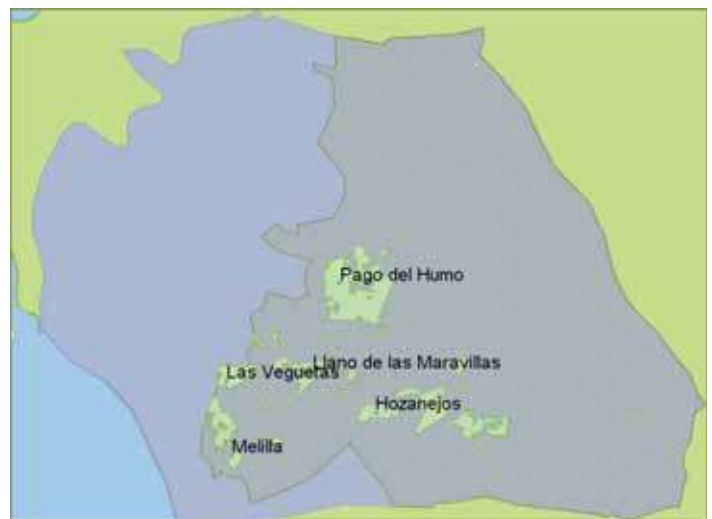 Pago del Humo
Llano de las Maravillas
Las Veguetas
Hozanejos
Melilla